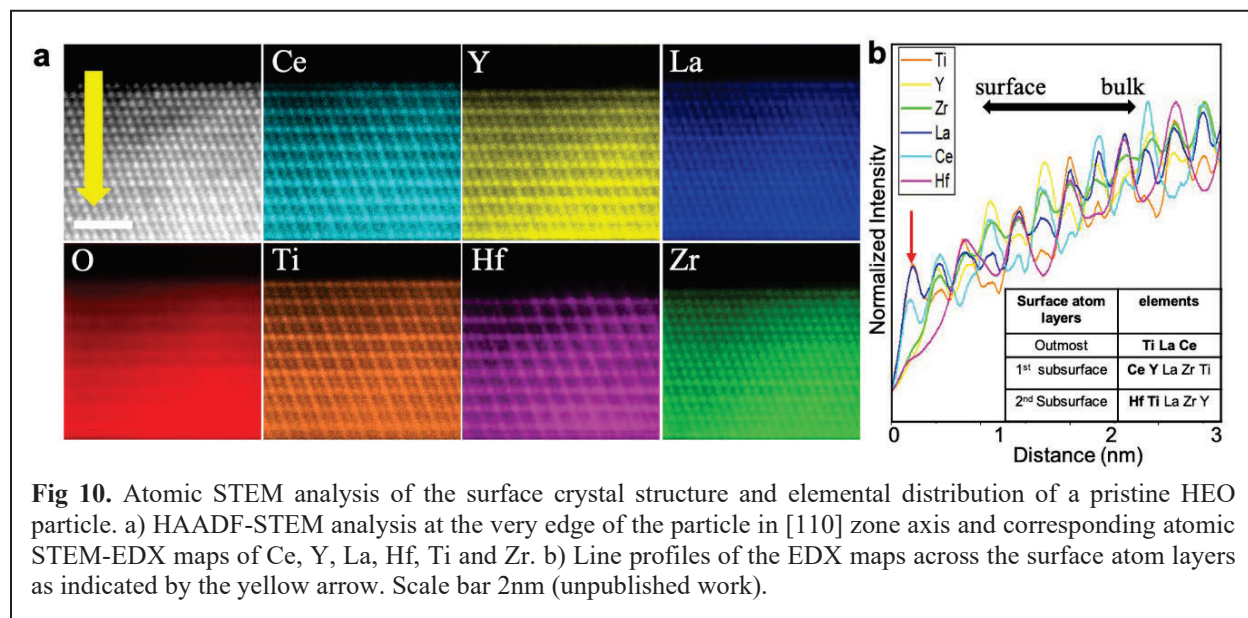 a
Ce
Y
La
O
Ti
Hf
Zr
b
Ti
Y
Zr
La
Ce
Hf
surface bulk
Normalized Intensity
Surface atom layers elements
Outmost Ti La Ce
1st subsurface Ce Y La Zr Ti
2nd Subsurface Hf Ti La Zr Y
0 1 2 3
Distance (nm)
Fig 10. Atomic STEM analysis of the surface crystal structure and elemental distribution of a pristine HEO
particle. a) HAADF-STEM analysis at the very edge of the particle in [110] zone axis and corresponding atomic
STEM-EDX maps of Ce, Y, La, Hf, Ti and Zr. b) Line profiles of the EDX maps across the surface atom layers
as indicated by the yellow arrow. Scale bar 2nm (unpublished work).